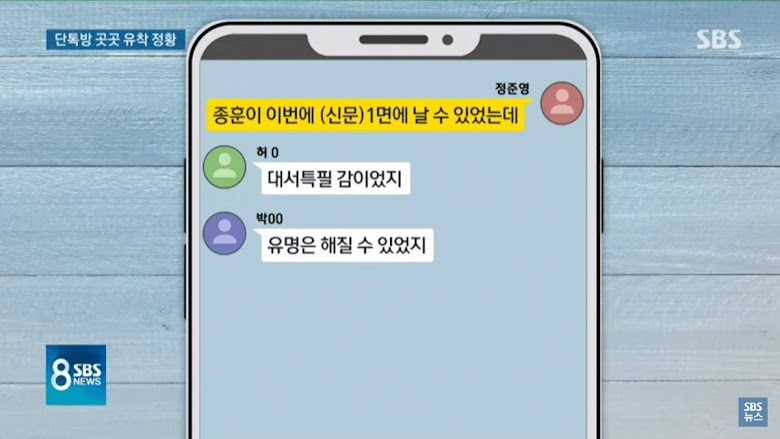 단톡방 곳곳 유착 정황
SBS
정준영
종훈이 이번에 (신문)1면에 날 수 있었는데
허 0
대서특필 감이었지
박00
유명은 해질 수 있었지
8 SBS
NEWS
SBS
뉴스